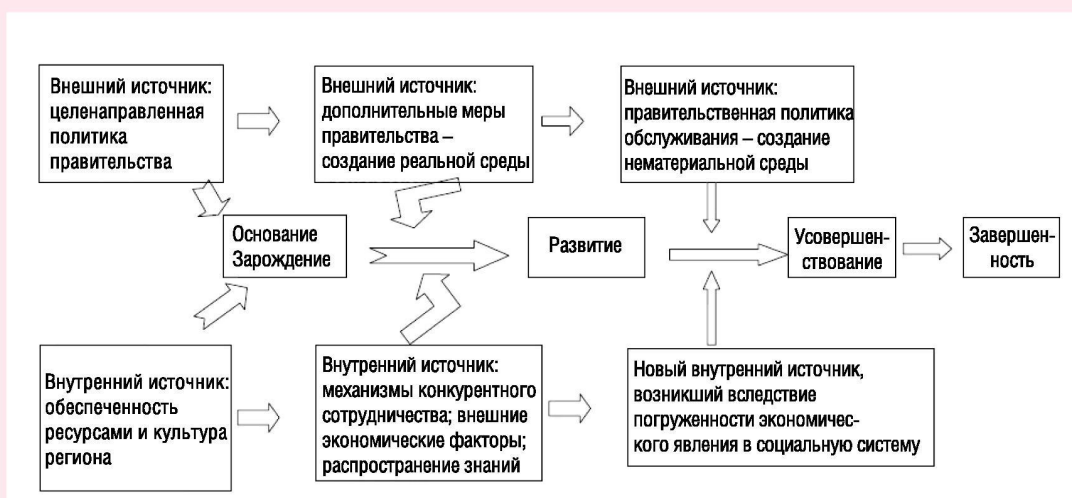 Внешний источник:
целенаправленная
политика
правительства
Внешний источник:
дополнительные меры
правительства –
создание реальной среды
Внешний источник:
правительственная политика
обслуживания – создание
нематериальной среды
Основание
Зарождение
Развитие
Усовершен-
ствование
Завершен-
ность
Внутренний источник:
обеспеченность
ресурсами и культура
региона
Внутренний источник:
механизмы конкурентного
сотрудничества; внешние
экономические факторы;
распространение знаний
Новый внутренний источник,
возникший вследствие
погруженности экономичес-
кого явления в социальную систему